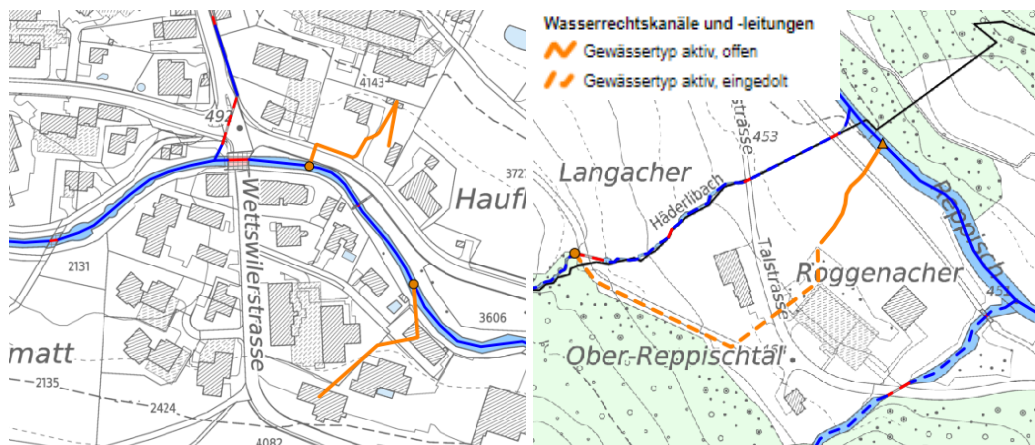 492
4143
Haufl
3727
Wettswilerstrasse
2131
matt
2135
2424
4082
3606
Wasserrechtskanäle und -leitungen
Gewässertyp aktiv, offen
Gewässertyp aktiv, eingedolt
453
Langacher
Häderlibach
Talstrasse
Reppisch
Roggenacher
Ober-Reppischtal